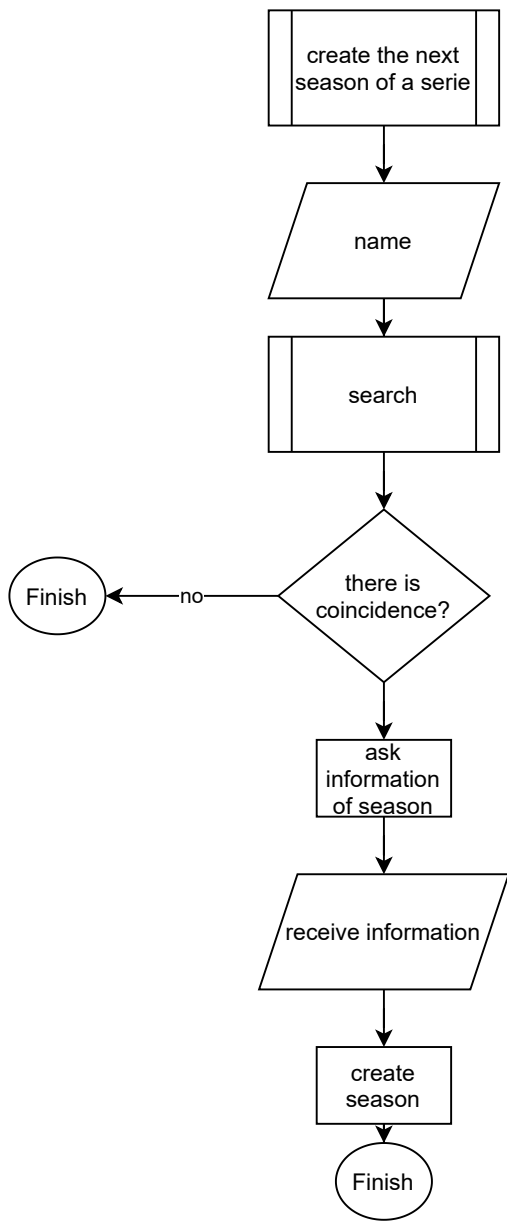 create the next
season of a serie
name
search
there is
coincidence?
no
Finish
ask
information
of season
receive information
create
season
Finish